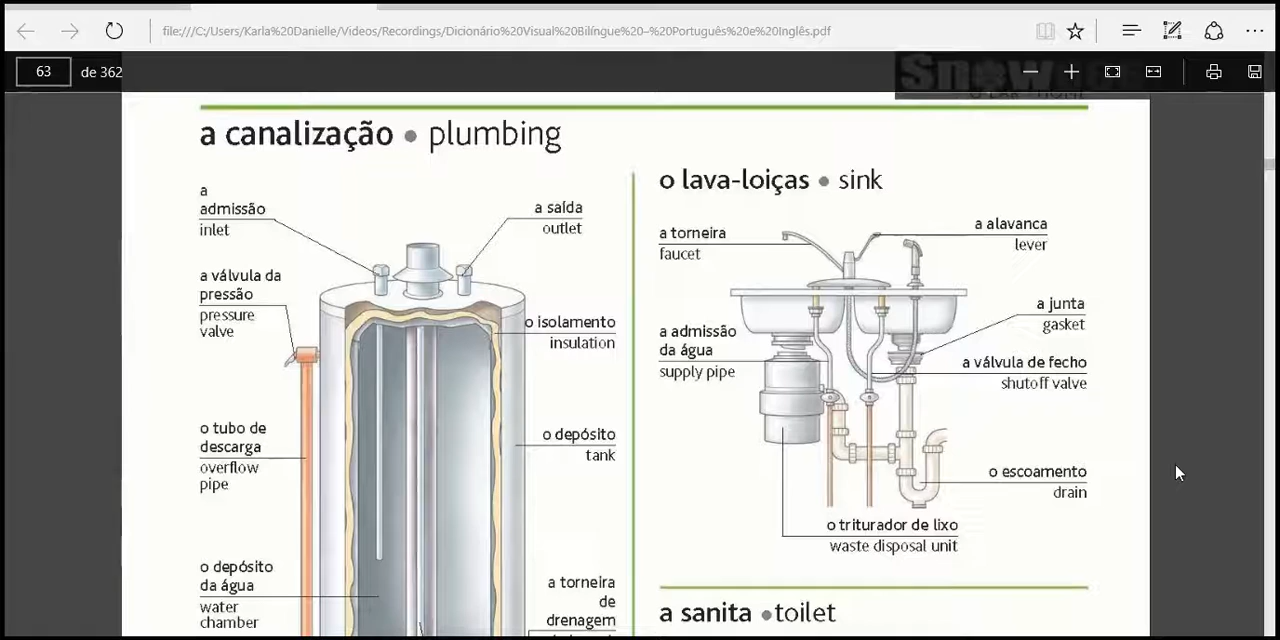 file:///C:/Users/Karla%20Danielle/Videos/Recordings/Dicionário%20Visual%20Bilíngue%20–%20Português%20e%20Inglês.pdf
63 de 362
a canalização • plumbing
a
admissão
inlet
a saída
outlet
a válvula da
pressão
pressure
valve
o isolamento
insulation
o tubo de
descarga
overflow
pipe
o depósito
tank
o depósito
da água
water
chamber
a torneira
de
drenagem
o lava-loiças • sink
a torneira
faucet
a alavanca
lever
a junta
gasket
a admissão
da água
supply pipe
a válvula de fecho
shutoff valve
o escoamento
drain
o triturador de lixo
waste disposal unit
a sanita • toilet